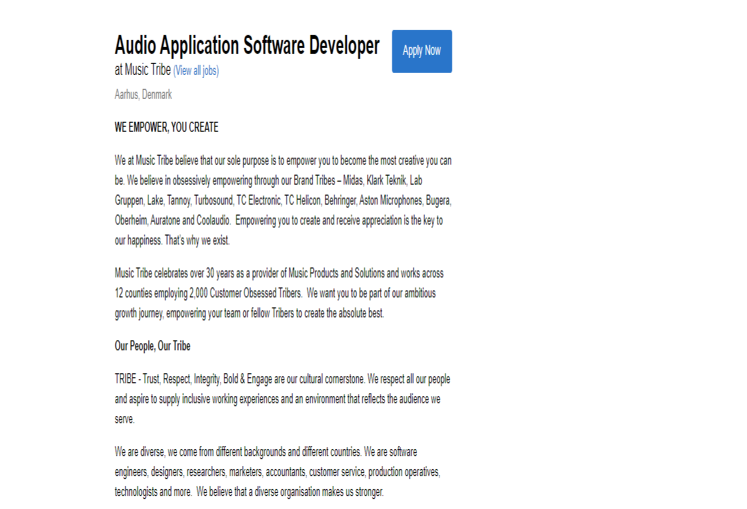 Audio Application Software Developer
Apply Now
at Music Tribe (View all jobs)
Aarhus, Denmark
WE EMPOWER, YOU CREATE
We at Music Tribe believe that our sole purpose is to empower you to become the most creative you can
be. We believe in obsessively empowering through our Brand Tribes – Midas, Klark Teknik, Lab
Gruppen, Lake, Tannoy, Turbosound, TC Electronic, TC Helicon, Behringer, Aston Microphones, Bugera,
Oberheim, Auratone and Coolaudio. Empowering you to create and receive appreciation is the key to
our happiness. That's why we exist.
Music Tribe celebrates over 30 years as a provider of Music Products and Solutions and works across
12 counties employing 2,000 Customer Obsessed Tribers. We want you to be part of our ambitious
growth journey, empowering your team or fellow Tribers to create the absolute best.
Our People, Our Tribe
TRIBE - Trust, Respect, Integrity, Bold & Engage are our cultural cornerstone. We respect all our people
and aspire to supply inclusive working experiences and an environment that reflects the audience we
serve.
We are diverse, we come from different backgrounds and different countries. We are software
engineers, designers, researchers, marketers, accountants, customer service, production operatives,
technologists and more. We believe that a diverse organisation makes us stronger.